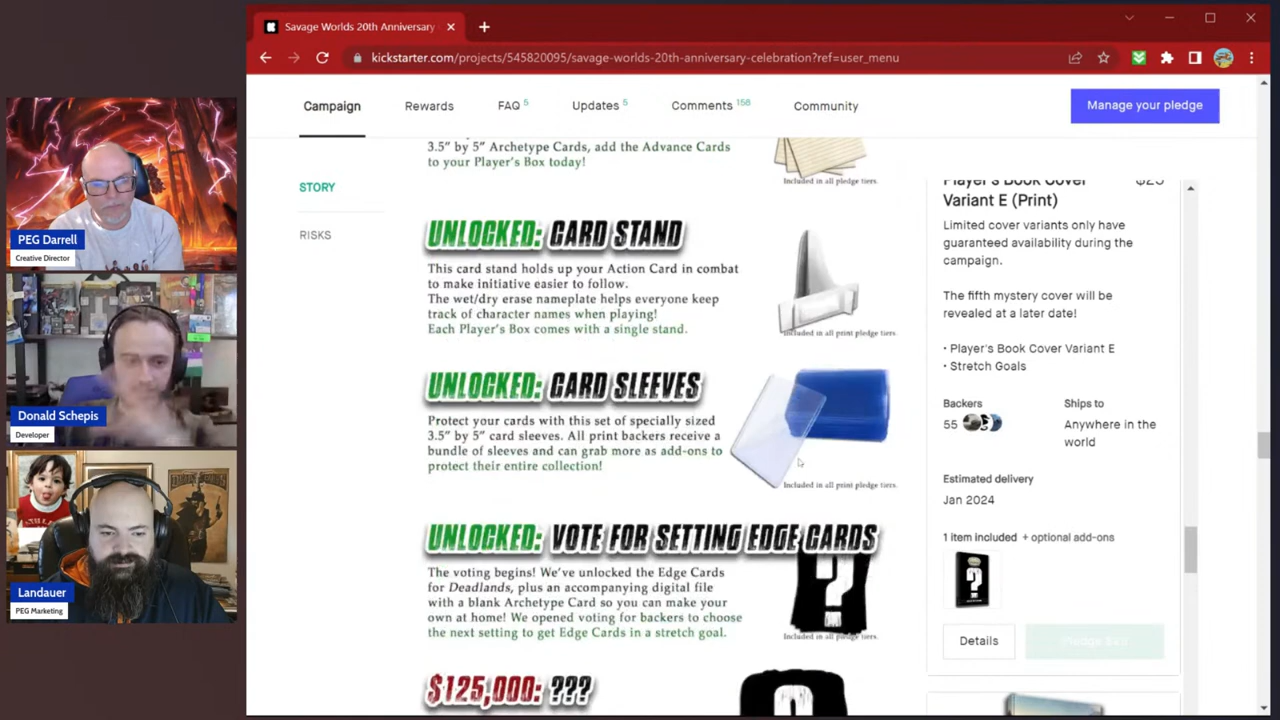 Savage Worlds 20th Anniversary
kickstarter.com/projects/545820095/savage-worlds-20th-anniversary-celebration?ref=user_menu
Campaign
Rewards
FAQ 5
Updates 5
Comments 158
Community
Manage your pledge
STORY
RISKS
3.5" by 5" Archetype Cards, add the Advance Cards
to your Player's Box today!
Included in all pledge tiers.
UNLOCKED: CARD STAND
This card stand holds up your Action Card in combat
to make initiative easier to follow.
The wet/dry erase nameplate helps everyone keep
track of character names when playing!
Each Player's Box comes with a single stand.
Included in all print pledge tiers.
UNLOCKED: CARD SLEEVES
Protect your cards with this set of specially sized
3.5" by 5" card sleeves. All print backers receive a
bundle of sleeves and can grab more as add-ons to
protect their entire collection!
Included in all print pledge tiers.
UNLOCKED: VOTE FOR SETTING EDGE CARDS
The voting begins! We've unlocked the Edge Cards
for Deadlands, plus an accompanying digital file
with a blank Archetype Card so you can make your
own at home! We opened voting for backers to choose
the next setting to get Edge Cards in a stretch goal.
Included in all print pledge tiers.
$125,000: ???
Player's Book Cover $25
Variant E (Print)
Limited cover variants only have
guaranteed availability during the
campaign.
The fifth mystery cover will be
revealed at a later date!
• Player's Book Cover Variant E
• Stretch Goals
Backers
55
Ships to
Anywhere in the
world
Estimated delivery
Jan 2024
1 item included + optional add-ons
?
Details
Pledge $25
PEG Darrell
Creative Director
Donald Schepis
Developer
Landauer
PEG Marketing